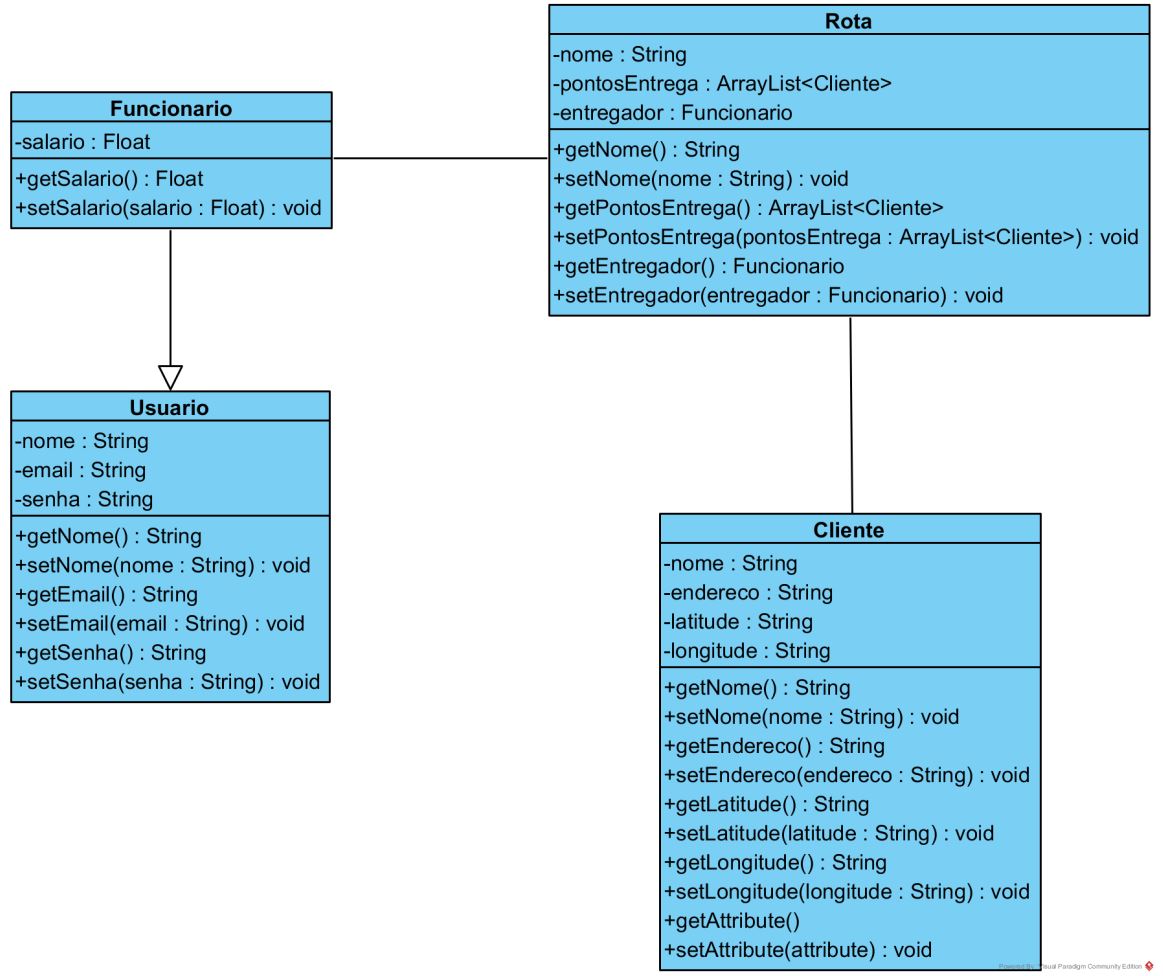 Funcionario
-salario : Float
+getSalario() : Float
+setSalario(salario : Float) : void
Rota
-nome : String
-pontosEntrega : ArrayList<Cliente>
-entregador : Funcionario
+getNome() : String
+setNome(nome : String) : void
+getPontosEntrega() : ArrayList<Cliente>
+setPontosEntrega(pontosEntrega : ArrayList<Cliente>) : void
+getEntregador() : Funcionario
+setEntregador(entregador : Funcionario) : void
Usuario
-nome : String
-email : String
-senha : String
+getNome() : String
+setNome(nome : String) : void
+getEmail() : String
+setEmail(email : String) : void
+getSenha() : String
+setSenha(senha : String) : void
Cliente
-nome : String
-endereco : String
-latitude : String
-longitude : String
+getNome() : String
+setNome(nome : String) : void
+getEndereco() : String
+setEndereco(endereco : String) : void
+getLatitude() : String
+setLatitude(latitude : String) : void
+getLongitude() : String
+setLongitude(longitude : String) : void
+getAttribute()
+setAttribute(attribute) : void
Powered By Visual Paradigm Community Edition